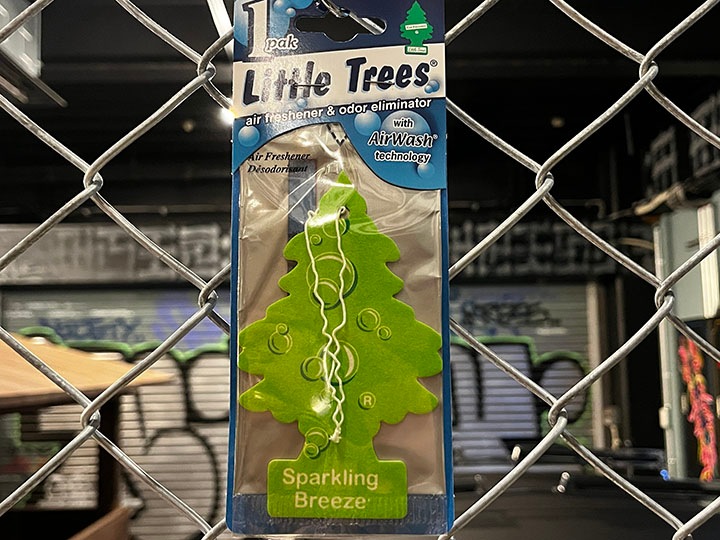 1
pak
Little Trees®
air freshener & odor eliminator
with
AirWash®
technology
Air Freshener
Désodorisant
®
Sparkling
Breeze